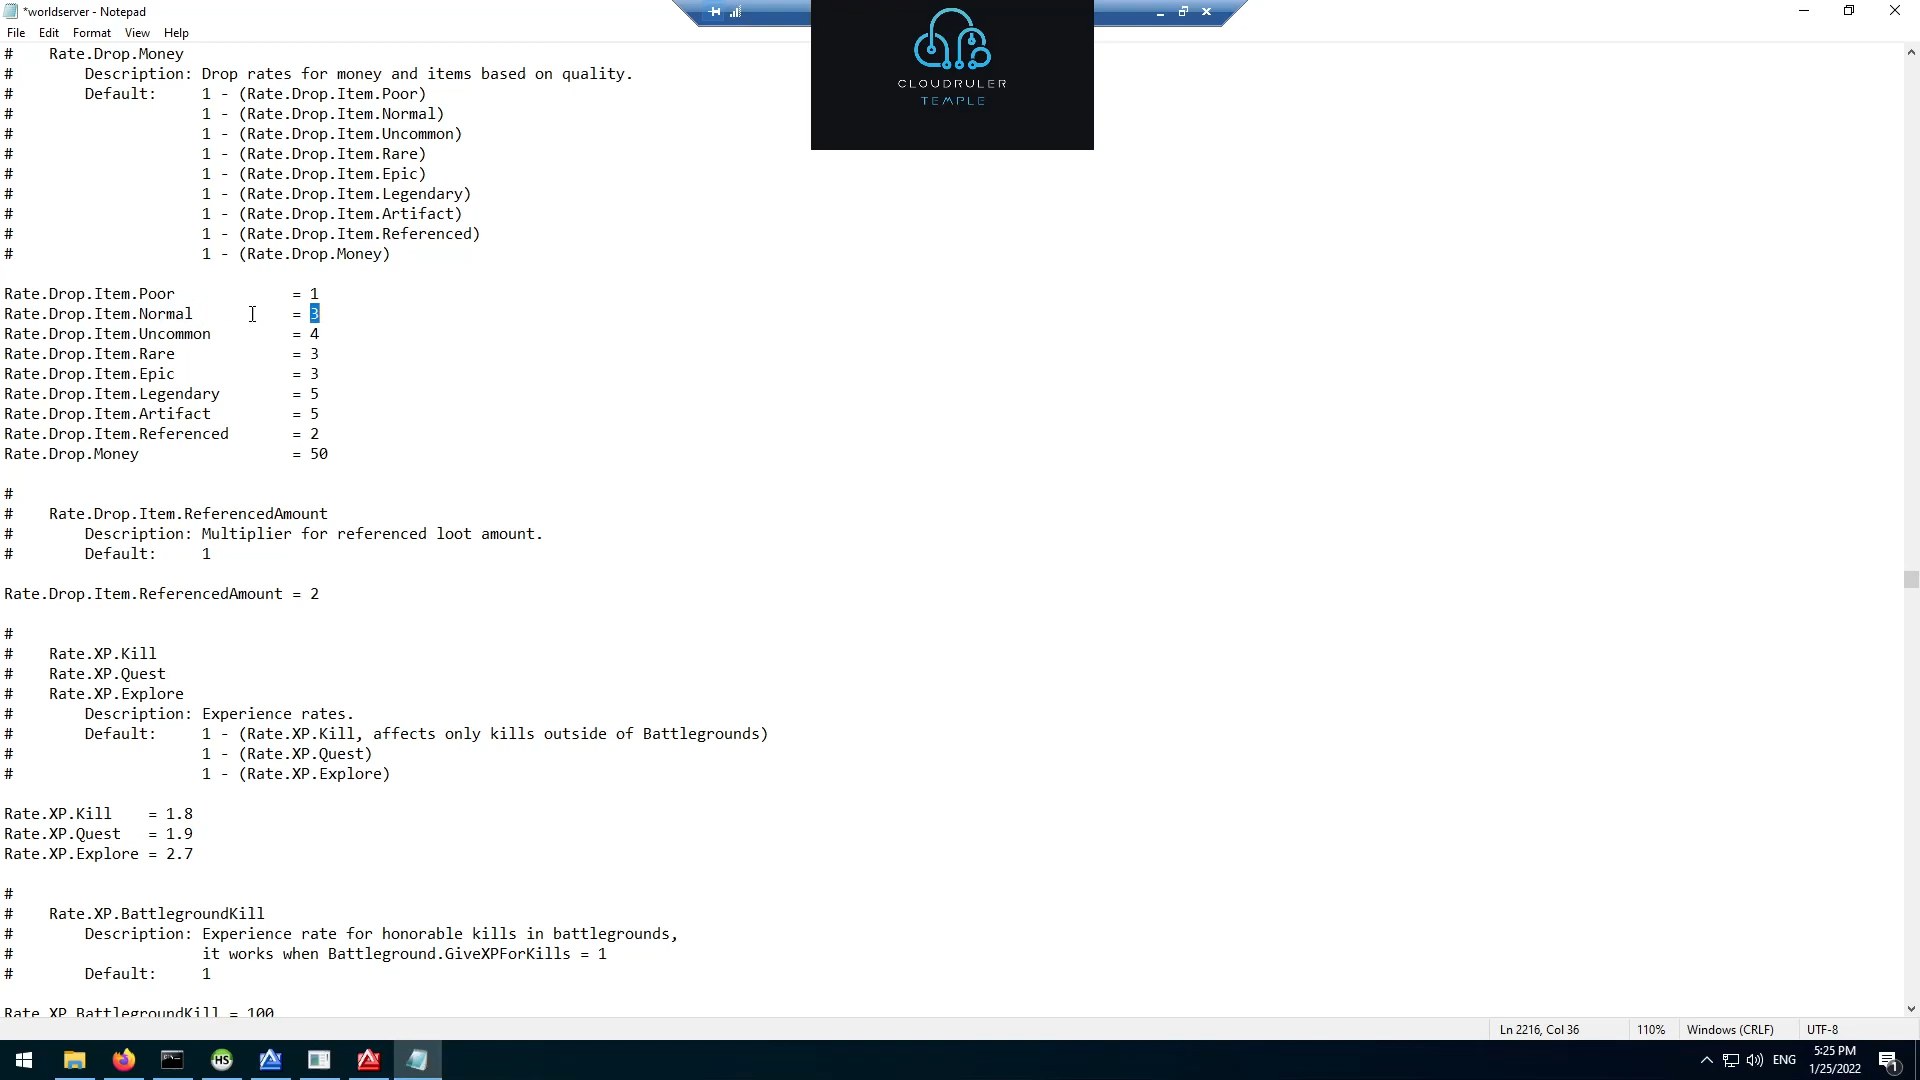 *worldserver - Notepad
File Edit Format View Help
CLOUDRULER
TEMPLE
# Rate.Drop.Money
# Description: Drop rates for money and items based on quality.
# Default: 1 - (Rate.Drop.Item.Poor)
# 1 - (Rate.Drop.Item.Normal)
# 1 - (Rate.Drop.Item.Uncommon)
# 1 - (Rate.Drop.Item.Rare)
# 1 - (Rate.Drop.Item.Epic)
# 1 - (Rate.Drop.Item.Legendary)
# 1 - (Rate.Drop.Item.Artifact)
# 1 - (Rate.Drop.Item.Referenced)
# 1 - (Rate.Drop.Money)
Rate.Drop.Item.Poor = 1
Rate.Drop.Item.Normal = 3
Rate.Drop.Item.Uncommon = 4
Rate.Drop.Item.Rare = 3
Rate.Drop.Item.Epic = 3
Rate.Drop.Item.Legendary = 5
Rate.Drop.Item.Artifact = 5
Rate.Drop.Item.Referenced = 2
Rate.Drop.Money = 50
#
# Rate.Drop.Item.ReferencedAmount
# Description: Multiplier for referenced loot amount.
# Default: 1
Rate.Drop.Item.ReferencedAmount = 2
#
# Rate.XP.Kill
# Rate.XP.Quest
# Rate.XP.Explore
# Description: Experience rates.
# Default: 1 - (Rate.XP.Kill, affects only kills outside of Battlegrounds)
# 1 - (Rate.XP.Quest)
# 1 - (Rate.XP.Explore)
Rate.XP.Kill = 1.8
Rate.XP.Quest = 1.9
Rate.XP.Explore = 2.7
#
# Rate.XP.BattlegroundKill
# Description: Experience rate for honorable kills in battlegrounds,
# it works when Battleground.GiveXPForKills = 1
# Default: 1
Rate.XP.BattlegroundKill = 100
Ln 2216, Col 36 110% Windows (CRLF) UTF-8
HS
ENG
5:25 PM
1/25/2022
1